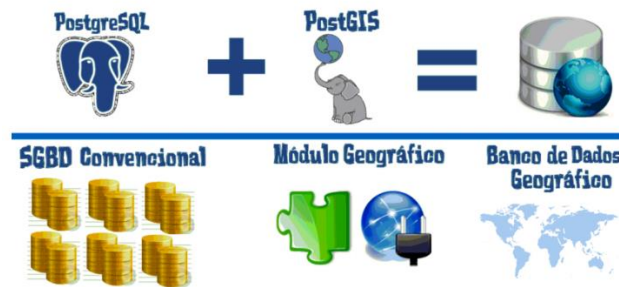 PostgreSQL
PostGIS
SGBD Convencional
Módulo Geográfico
Banco de Dados
Geográfico